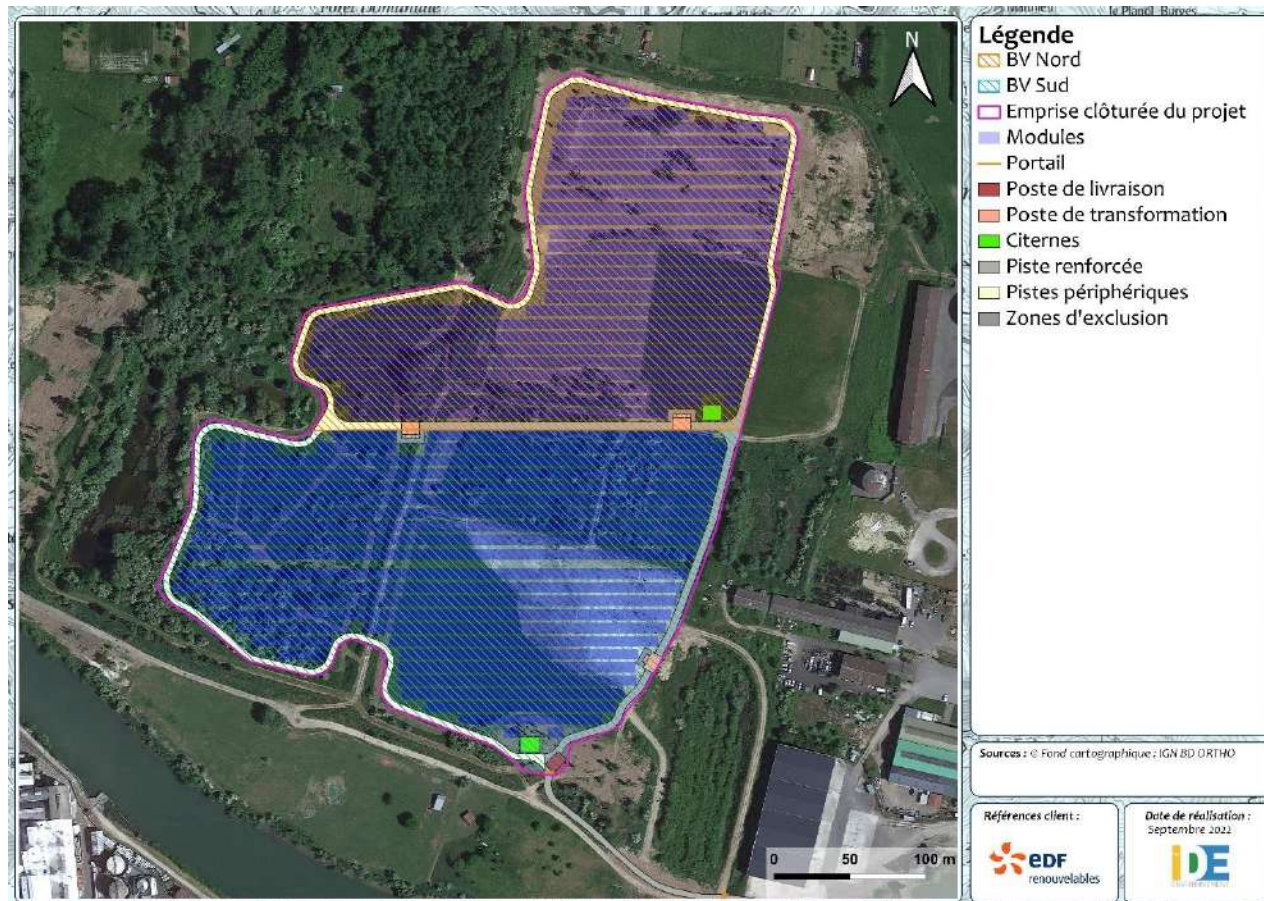 Légende
N
BV Nord
BV Sud
Emprise clôturée du projet
Modules
Portail
Poste de livraison
Poste de transformation
Citernes
Piste renforcée
Pistes périphériques
Zones d'exclusion
0 50 100 m
Sources : © Fond cartographique : IGN BD ORTHO
Références client :
eDF
renouvelables
Date de réalisation :
Septembre 2022
iDE
ENVIRONNEMENT